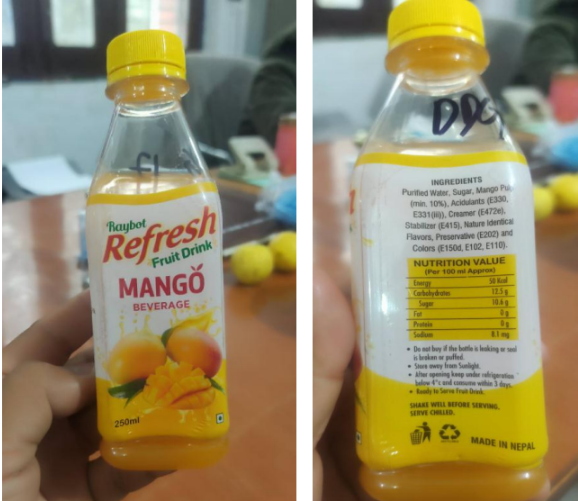 Raybot
Refresh
Fruit Drink
MANGO
BEVERAGE
250ml
INGREDIENTS
Purified Water, Sugar, Mango Pulp
(min. 10%), Acidulants (E330,
E331(iii)), Creamer (E472e),
Stabilizer (E415), Nature Identical
Flavors, Preservative (E202) and
Colors (E150d, E102, E110).
NUTRITION VALUE
(Per 100 ml Approx)
Energy 50 Kcal
Carbohydrates 12.5 g
Sugar 10.6 g
Fat 0 g
Protein 0 g
Sodium 8.1 mg
• Do not buy if the bottle is leaking or seal
is broken or puffed.
• Store away from Sunlight.
• After opening keep under refrigeration
below 4°c and consume within 3 days.
• Ready to Serve Fruit Drink.
SHAKE WELL BEFORE SERVING.
SERVE CHILLED.
MADE IN NEPAL